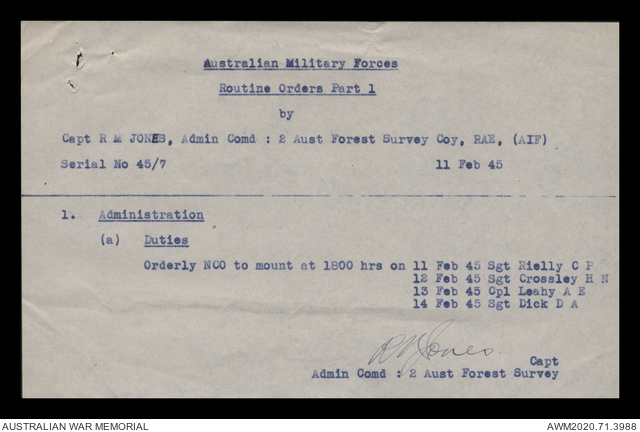 Australian Military Forces
Routine Orders Part 1
by
Capt R M JONES, Admin Comd : 2 Aust Forest Survey Coy, RAE, (AIF)
Serial No 45/7 11 Feb 45
1. Administration
(a) Duties
Orderly NCO to mount at 1800 hrs on 11 Feb 45 Sgt Rielly C P
12 Feb 45 Sgt Crossley H N
13 Feb 45 Cpl Leahy A E
14 Feb 45 Sgt Dick D A
R M Jones
Capt
Admin Comd : 2 Aust Forest Survey
AUSTRALIAN WAR MEMORIAL AWM2020.71.3988